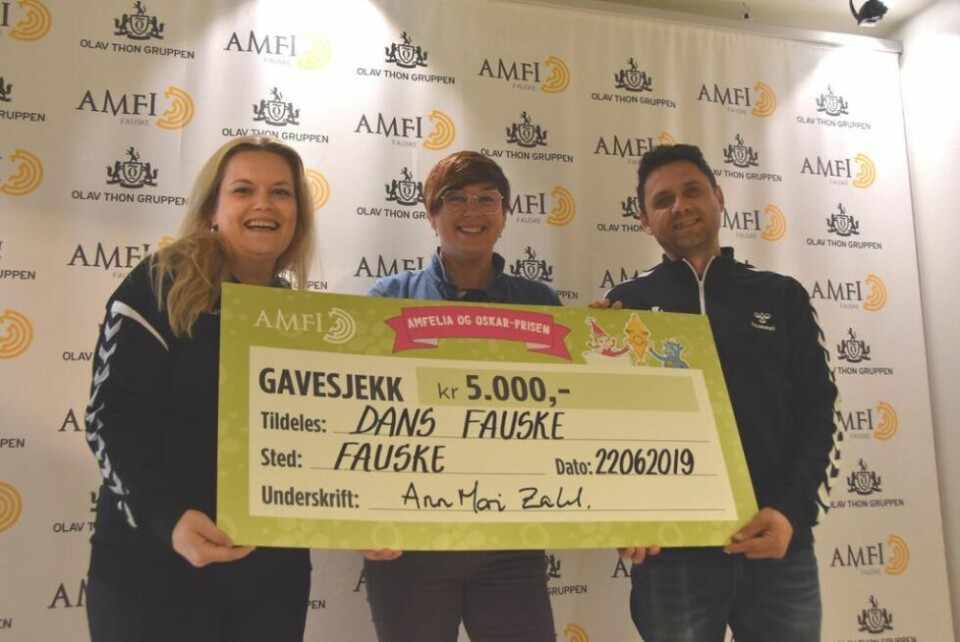 AMFI
FAUSKE
OLAV THON GRUPPEN
AMFI
AMFELIA OG OSKAR-PRISEN
GAVESJEKK kr 5.000,-
Tildeles: DANS FAUSKE
Sted: FAUSKE Dato: 22062019
Underskrift: Ann Mari Zahl.
hummel